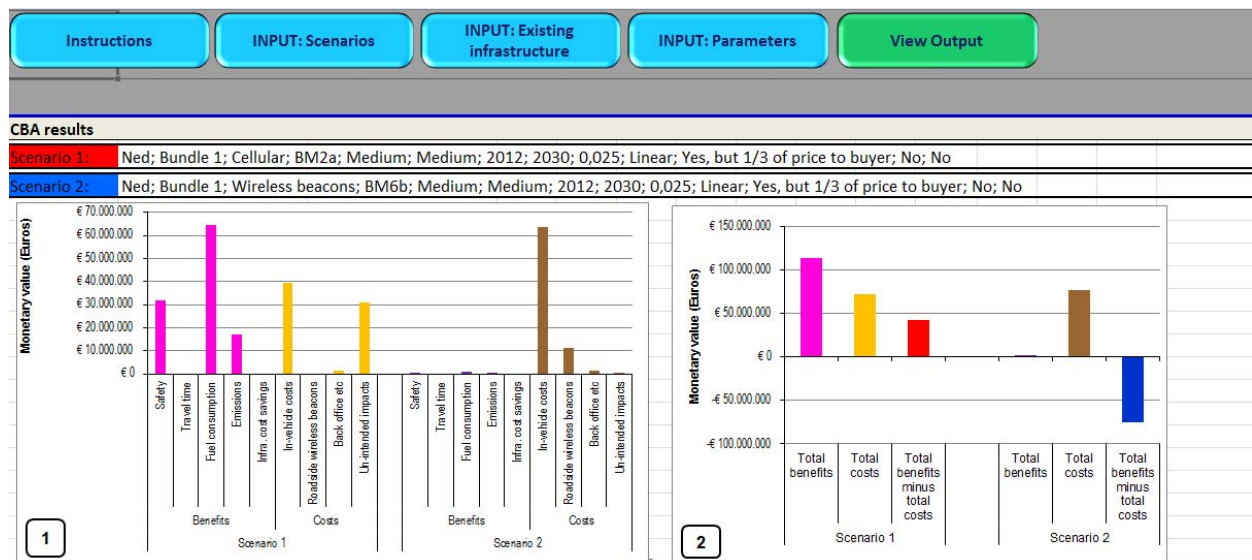 Instructions
INPUT: Scenarios
INPUT: Existing
infrastructure
INPUT: Parameters
View Output
CBA results
Scenario 1: Ned; Bundle 1; Cellular; BM2a; Medium; Medium; 2012; 2030; 0,025; Linear; Yes, but 1/3 of price to buyer; No; No
Scenario 2: Ned; Bundle 1; Wireless beacons; BM6b; Medium; Medium; 2012; 2030; 0,025; Linear; Yes, but 1/3 of price to buyer; No; No
Monetary value (Euros)
€ 70.000.000
€ 60.000.000
€ 50.000.000
€ 40.000.000
€ 30.000.000
€ 20.000.000
€ 10.000.000
€ 0
Safety
Travel time
Fuel consumption
Emissions
Infra. cost savings
In-vehicle costs
Roadside wireless beacons
Back office etc
Un-intended impacts
Safety
Travel time
Fuel consumption
Emissions
Infra. cost savings
In-vehicle costs
Roadside wireless beacons
Back office etc
Un-intended impacts
Benefits
Costs
Benefits
Costs
Scenario 1
Scenario 2
1
Monetary value (Euros)
€ 150.000.000
€ 100.000.000
€ 50.000.000
€ 0
-€ 50.000.000
-€ 100.000.000
Total
benefits
Total
costs
Total
benefits
minus
total
costs
Total
benefits
Total
costs
Total
benefits
minus
total
costs
Scenario 1
Scenario 2
2